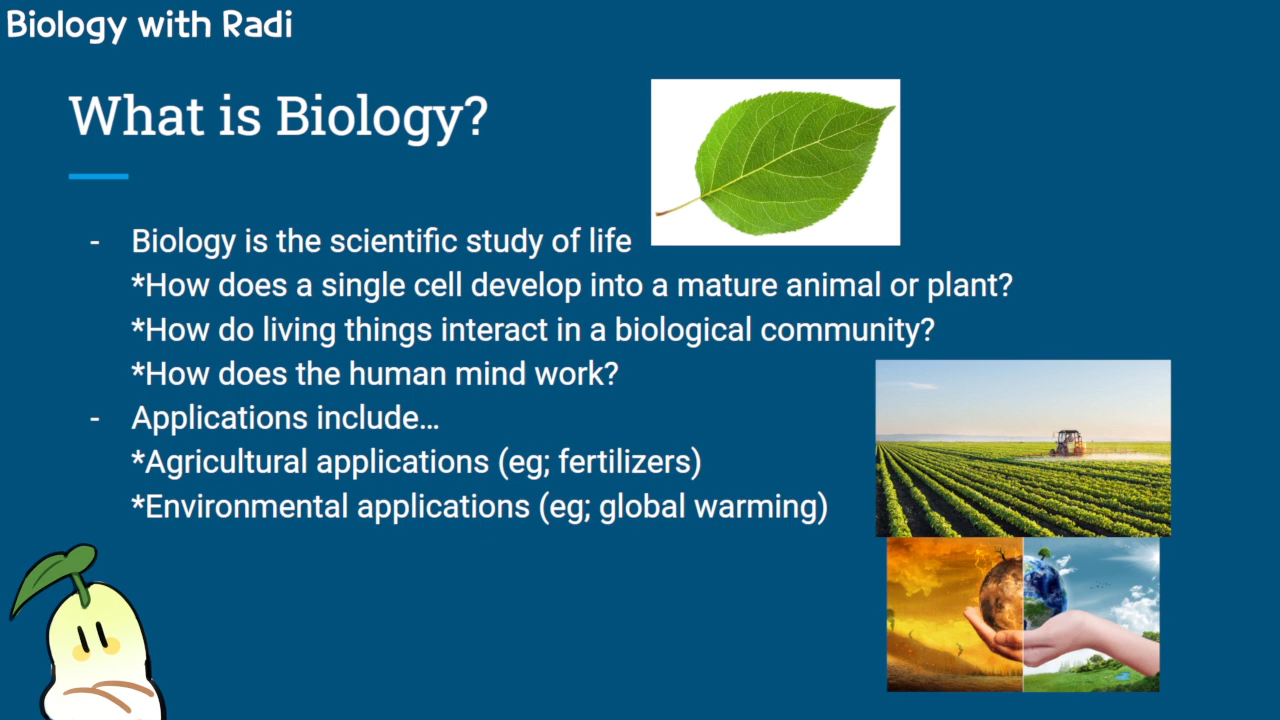 Biology with Radi
What is Biology?
- Biology is the scientific study of life
*How does a single cell develop into a mature animal or plant?
*How do living things interact in a biological community?
*How does the human mind work?
- Applications include…
*Agricultural applications (eg; fertilizers)
*Environmental applications (eg; global warming)